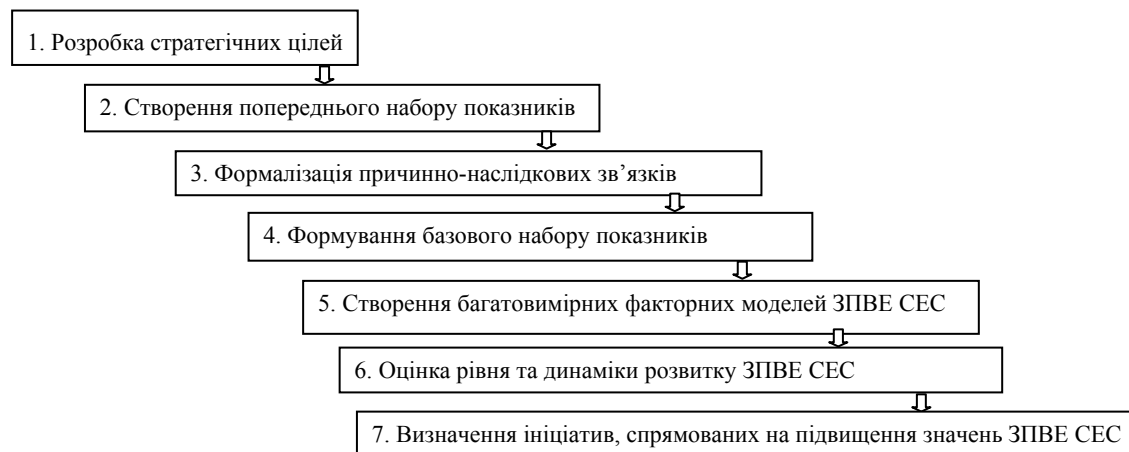 1. Розробка стратегічних цілей
2. Створення попереднього набору показників
3. Формалізація причинно-наслідкових зв’язків
4. Формування базового набору показників
5. Створення багатовимірних факторних моделей ЗПВЕ СЕС
6. Оцінка рівня та динаміки розвитку ЗПВЕ СЕС
7. Визначення ініціатив, спрямованих на підвищення значень ЗПВЕ СЕС